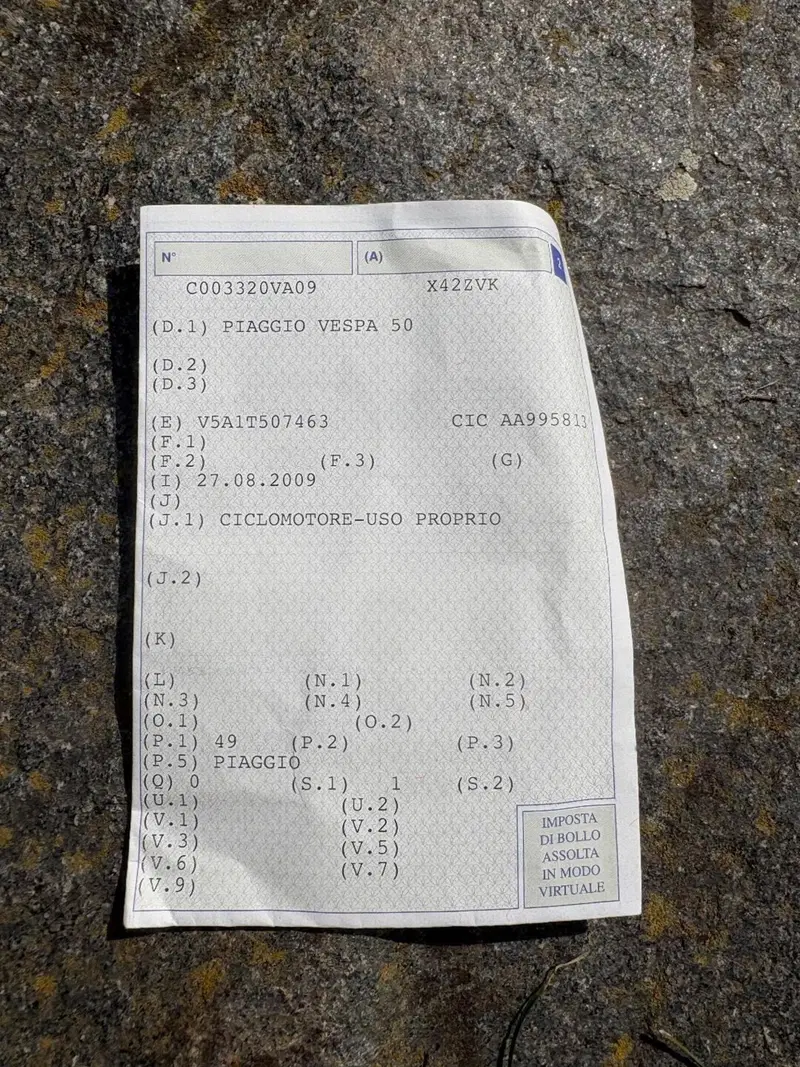 N° (A) 2
C003320VA09 X42ZVK
(D.1) PIAGGIO VESPA 50
(D.2)
(D.3)
(E) V5A1T507463 CIC AA995813
(F.1)
(F.2) (F.3) (G)
(I) 27.08.2009
(J)
(J.1) CICLOMOTORE-USO PROPRIO
(J.2)
(K)
(L) (N.1) (N.2)
(N.3) (N.4) (N.5)
(O.1) (O.2)
(P.1) 49 (P.2) (P.3)
(P.5) PIAGGIO
(Q) 0 (S.1) 1 (S.2)
(U.1) (U.2)
(V.1) (V.2)
(V.3) (V.5)
(V.6) (V.7)
(V.9)
IMPOSTA
DI BOLLO
ASSOLTA
IN MODO
VIRTUALE